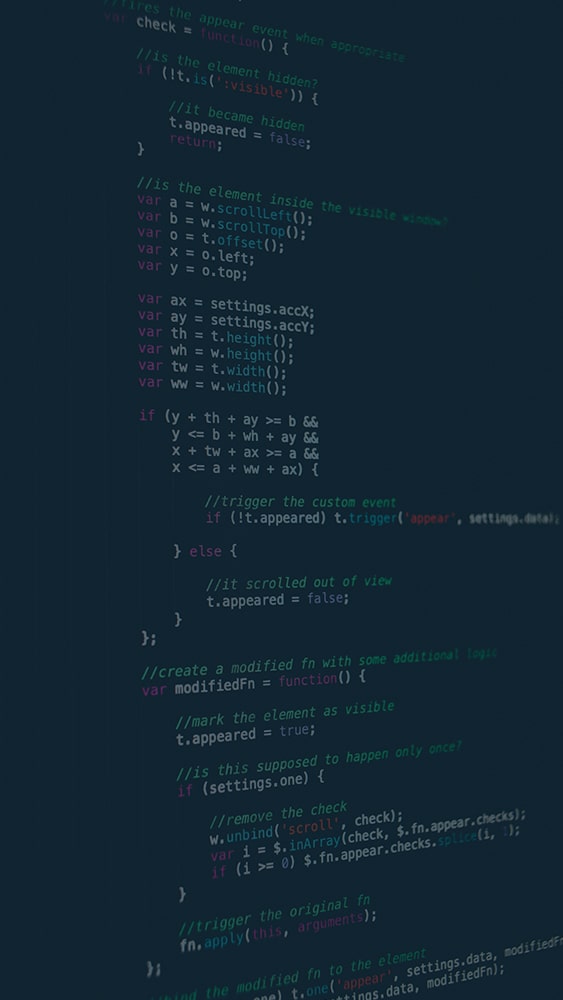 //fires the appear event when appropriate
var check = function() {
//is the element hidden?
if (!t.is(':visible')) {
//it became hidden
t.appeared = false;
return;
}
//is the element inside the visible window?
var a = w.scrollLeft();
var b = w.scrollTop();
var o = t.offset();
var x = o.left;
var y = o.top;
var ax = settings.accX;
var ay = settings.accY;
var th = t.height();
var wh = w.height();
var tw = t.width();
var ww = w.width();
if (y + th + ay >= b &&
y <= b + wh + ay &&
x + tw + ax >= a &&
x <= a + ww + ax) {
//trigger the custom event
if (!t.appeared) t.trigger('appear', settings.data);
} else {
//it scrolled out of view
t.appeared = false;
}
};
//create a modified fn with some additional logic
var modifiedFn = function() {
//mark the element as visible
t.appeared = true;
//is this supposed to happen only once?
if (settings.one) {
//remove the check
w.unbind('scroll', check);
var i = $.inArray(check, $.fn.appear.checks);
if (i >= 0) $.fn.appear.checks.splice(i, 1);
}
//trigger the original fn
fn.apply(this, arguments);
};
//bind the modified fn to the element
one) t.one('appear', settings.data, modifiedFn
settings.data, modifiedFn);